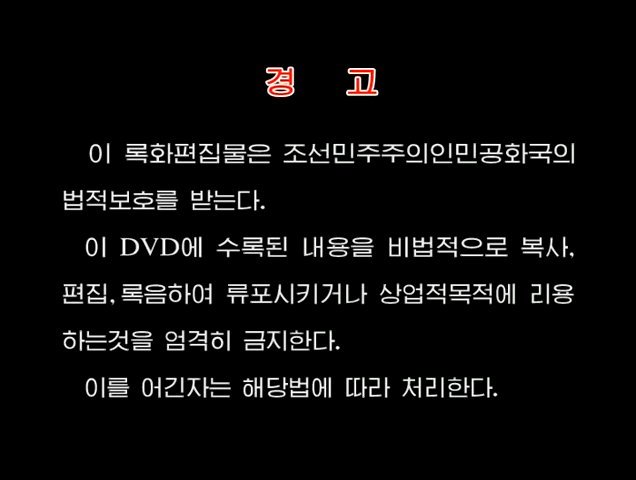 경 고
이 록화편집물은 조선민주주의인민공화국의
법적보호를 받는다.
이 DVD에 수록된 내용을 비법적으로 복사,
편집, 록음하여 류포시키거나 상업적목적에 리용
하는것을 엄격히 금지한다.
이를 어긴자는 해당법에 따라 처리한다.